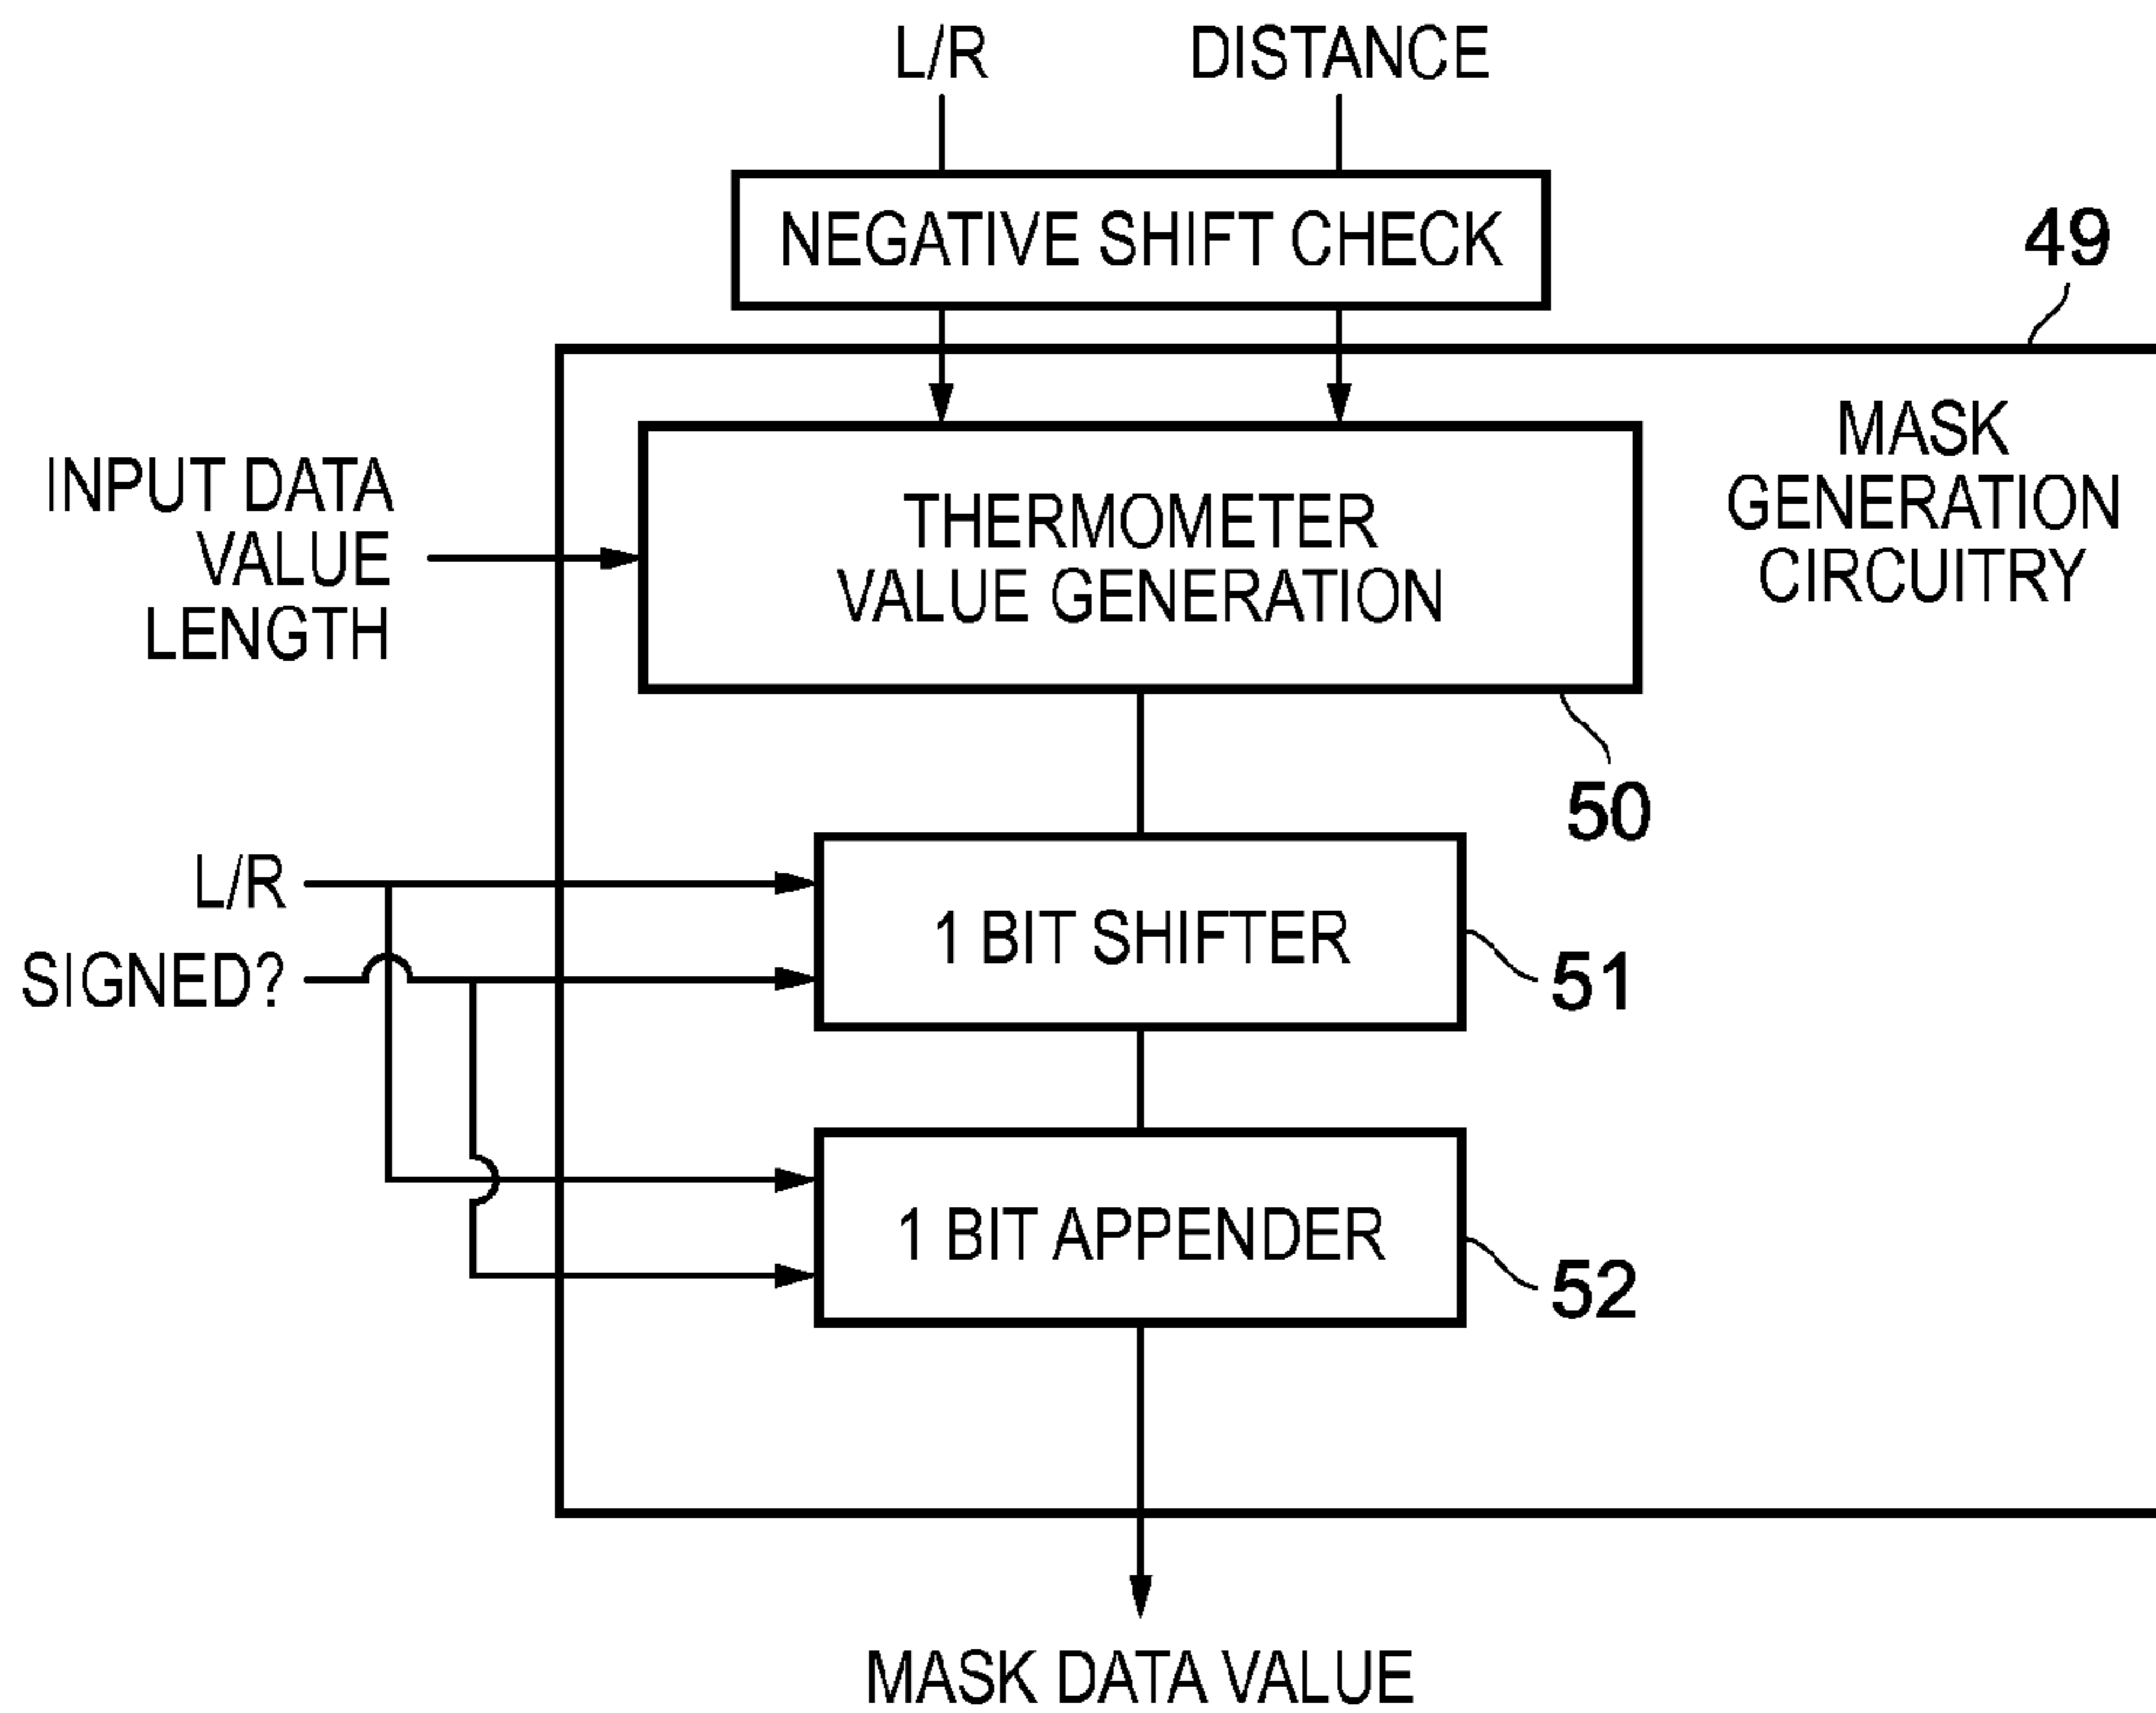 L/R
DISTANCE
NEGATIVE SHIFT CHECK
49
MASK
GENERATION
CIRCUITRY
INPUT DATA
VALUE
LENGTH
THERMOMETER
VALUE GENERATION
50
L/R
SIGNED?
1 BIT SHIFTER
51
1 BIT APPENDER
52
MASK DATA VALUE